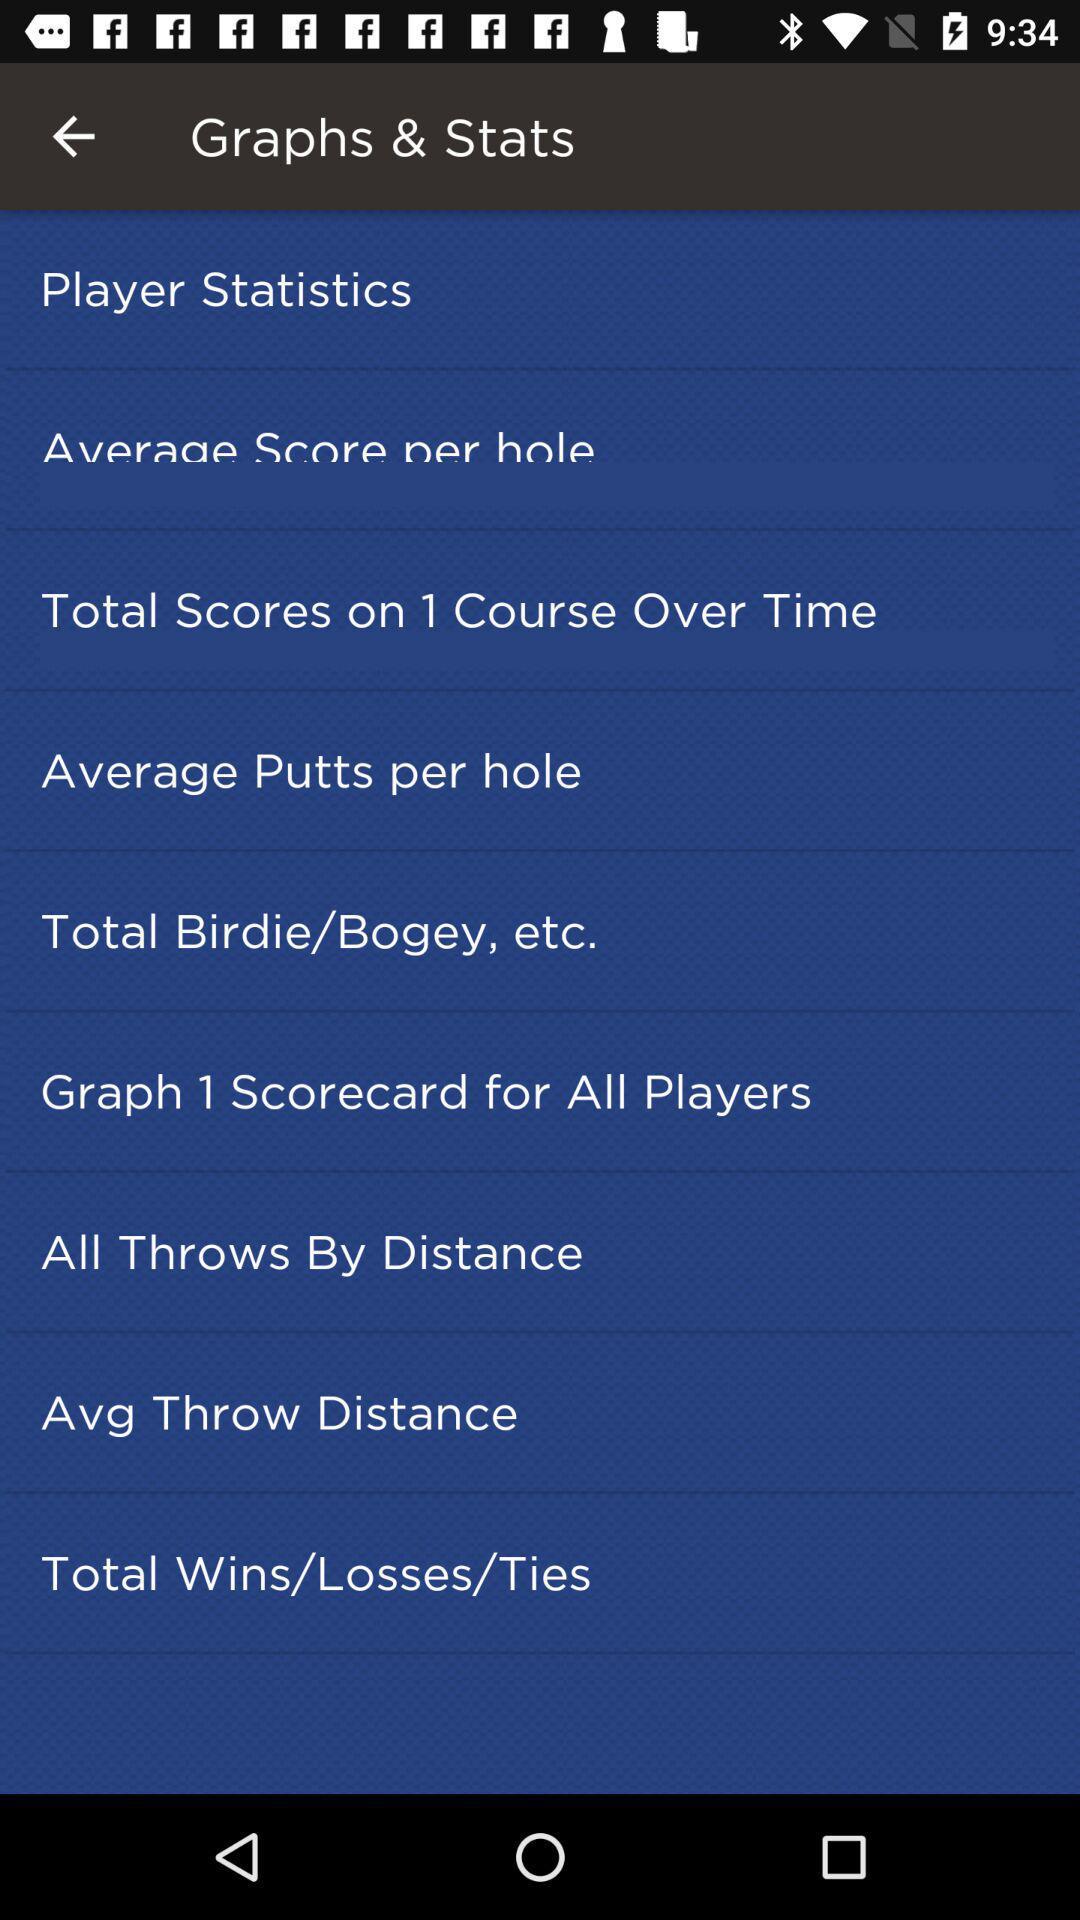 9:34
Graphs & Stats
Player Statistics
Average Score per hole
Total Scores on 1 Course Over Time
Average Putts per hole
Total Birdie/Bogey, etc.
Graph 1 Scorecard for All Players
All Throws By Distance
Avg Throw Distance
Total Wins/Losses/Ties